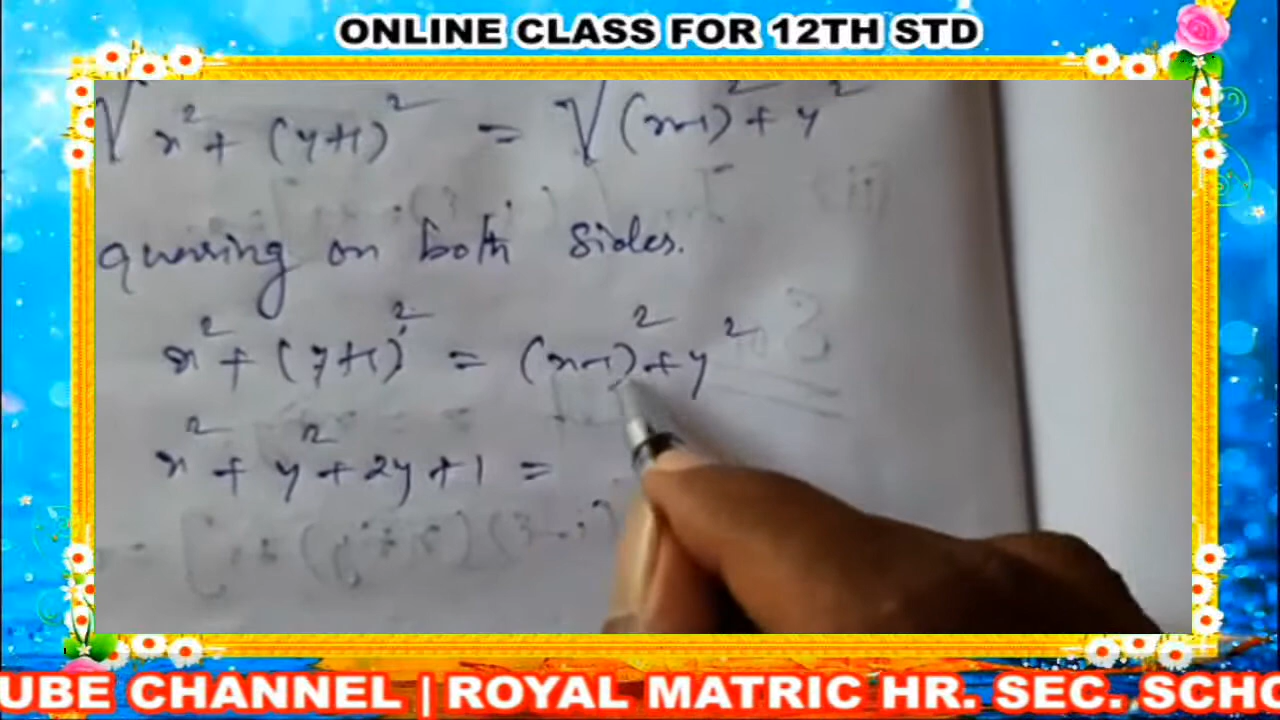 ONLINE CLASS FOR 12TH STD
√x² + (y+1)² = √(x-1)² + y²
quaring on both sides.
x² + (y+1)² = (x-1)² + y²
x² + y² + 2y + 1 =
UBE CHANNEL | ROYAL MATRIC HR. SEC. SCHO